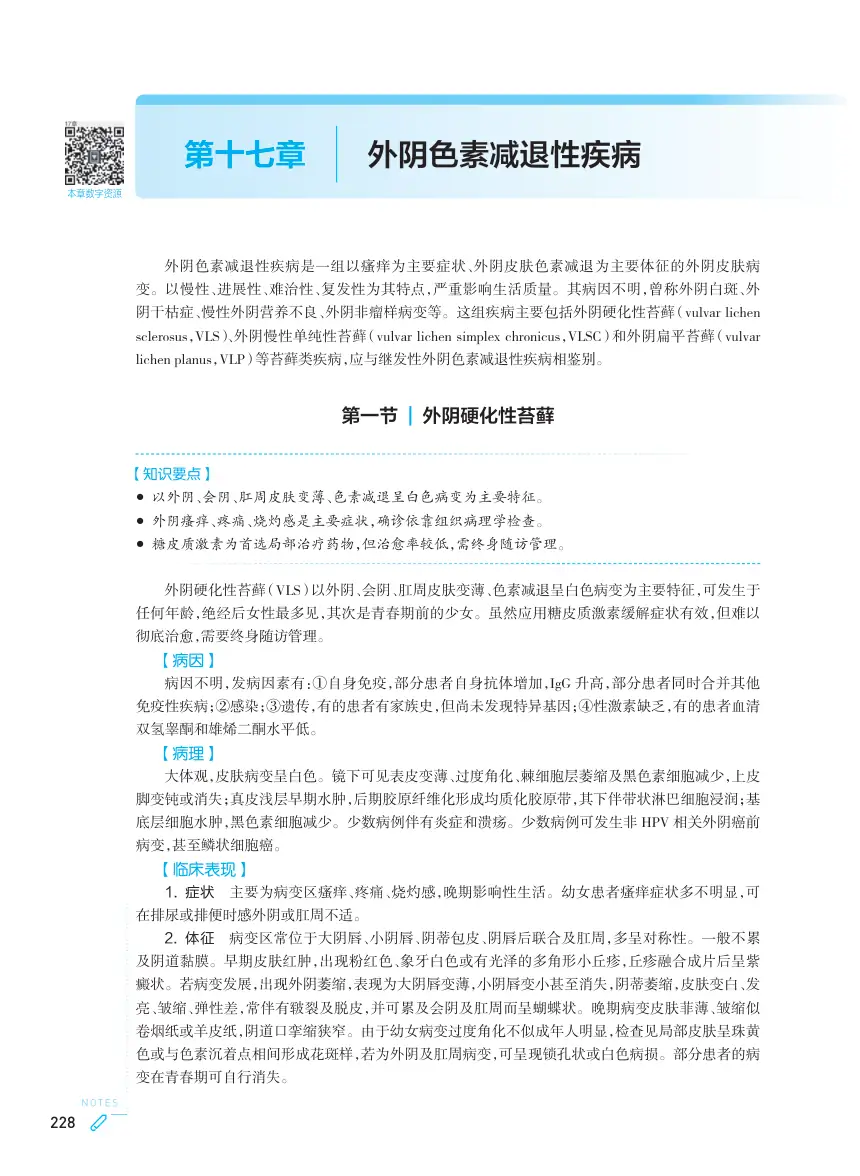 17章
本章数字资源
第十七章 外阴色素减退性疾病
外阴色素减退性疾病是一组以瘙痒为主要症状、外阴皮肤色素减退为主要体征的外阴皮肤病
变。以慢性、进展性、难治性、复发性为其特点,严重影响生活质量。其病因不明,曾称外阴白斑、外
阴干枯症、慢性外阴营养不良、外阴非瘤样病变等。这组疾病主要包括外阴硬化性苔藓(vulvar lichen
sclerosus,VLS)、外阴慢性单纯性苔藓(vulvar lichen simplex chronicus,VLSC)和外阴扁平苔藓(vulvar
lichen planus,VLP)等苔藓类疾病,应与继发性外阴色素减退性疾病相鉴别。
第一节 | 外阴硬化性苔藓
【知识要点】
● 以外阴、会阴、肛周皮肤变薄、色素减退呈白色病变为主要特征。
● 外阴瘙痒、疼痛、烧灼感是主要症状,确诊依靠组织病理学检查。
● 糖皮质激素为首选局部治疗药物,但治愈率较低,需终身随访管理。
外阴硬化性苔藓(VLS)以外阴、会阴、肛周皮肤变薄、色素减退呈白色病变为主要特征,可发生于
任何年龄,绝经后女性最多见,其次是青春期前的少女。虽然应用糖皮质激素缓解症状有效,但难以
彻底治愈,需要终身随访管理。
【病因】
病因不明,发病因素有:①自身免疫,部分患者自身抗体增加,IgG 升高,部分患者同时合并其他
免疫性疾病;②感染;③遗传,有的患者有家族史,但尚未发现特异基因;④性激素缺乏,有的患者血清
双氢睾酮和雄烯二酮水平低。
【病理】
大体观,皮肤病变呈白色。镜下可见表皮变薄、过度角化、棘细胞层萎缩及黑色素细胞减少,上皮
脚变钝或消失;真皮浅层早期水肿,后期胶原纤维化形成均质化胶原带,其下伴带状淋巴细胞浸润;基
底层细胞水肿,黑色素细胞减少。少数病例伴有炎症和溃疡。少数病例可发生非 HPV 相关外阴癌前
病变,甚至鳞状细胞癌。
【临床表现】
1. 症状 主要为病变区瘙痒、疼痛、烧灼感,晚期影响性生活。幼女患者瘙痒症状多不明显,可
在排尿或排便时感外阴或肛周不适。
2. 体征 病变区常位于大阴唇、小阴唇、阴蒂包皮、阴唇后联合及肛周,多呈对称性。一般不累
及阴道黏膜。早期皮肤红肿,出现粉红色、象牙白色或有光泽的多角形小丘疹,丘疹融合成片后呈紫
癜状。若病变发展,出现外阴萎缩,表现为大阴唇变薄,小阴唇变小甚至消失,阴蒂萎缩,皮肤变白、发
亮、皱缩、弹性差,常伴有皲裂及脱皮,并可累及会阴及肛周而呈蝴蝶状。晚期病变皮肤菲薄、皱缩似
卷烟纸或羊皮纸,阴道口挛缩狭窄。由于幼女病变过度角化不似成年人明显,检查见局部皮肤呈珠黄
色或与色素沉着点相间形成花斑样,若为外阴及肛周病变,可呈现锁孔状或白色病损。部分患者的病
变在青春期可自行消失。
NOTES
228